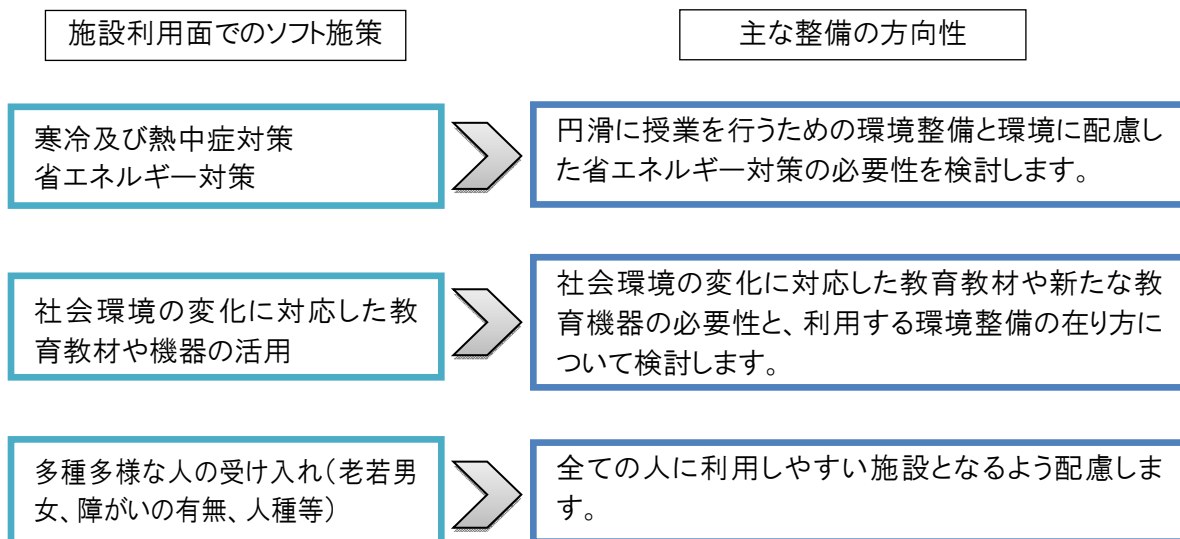 施設利用面でのソフト施策
主な整備の方向性
寒冷及び熱中症対策
省エネルギー対策
円滑に授業を行うための環境整備と環境に配慮し
た省エネルギー対策の必要性を検討します。
社会環境の変化に対応した教
育教材や機器の活用
社会環境の変化に対応した教育教材や新たな教
育機器の必要性と、利用する環境整備の在り方に
ついて検討します。
多種多様な人の受け入れ（老若男
女、障がいの有無、人種等）
全ての人に利用しやすい施設となるよう配慮しま
す。